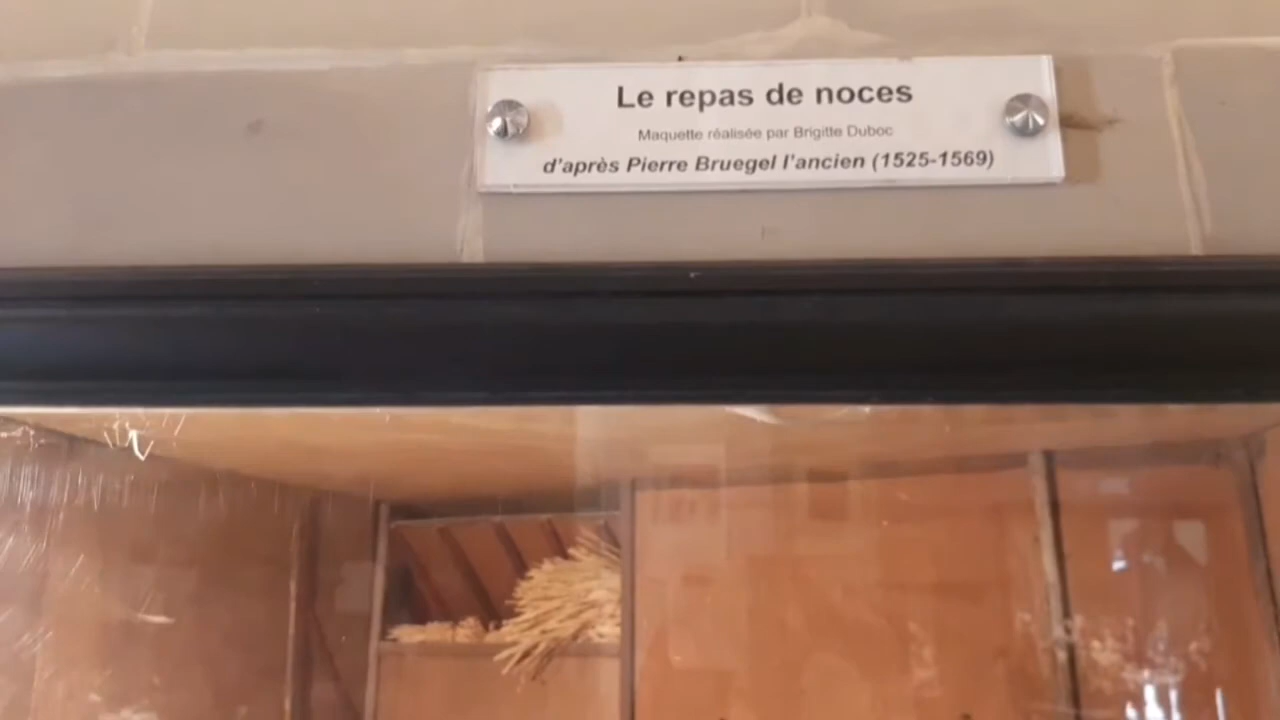 Le repas de noces
Maquette réalisée par Brigitte Duboc
d'après Pierre Bruegel l'ancien (1525-1569)